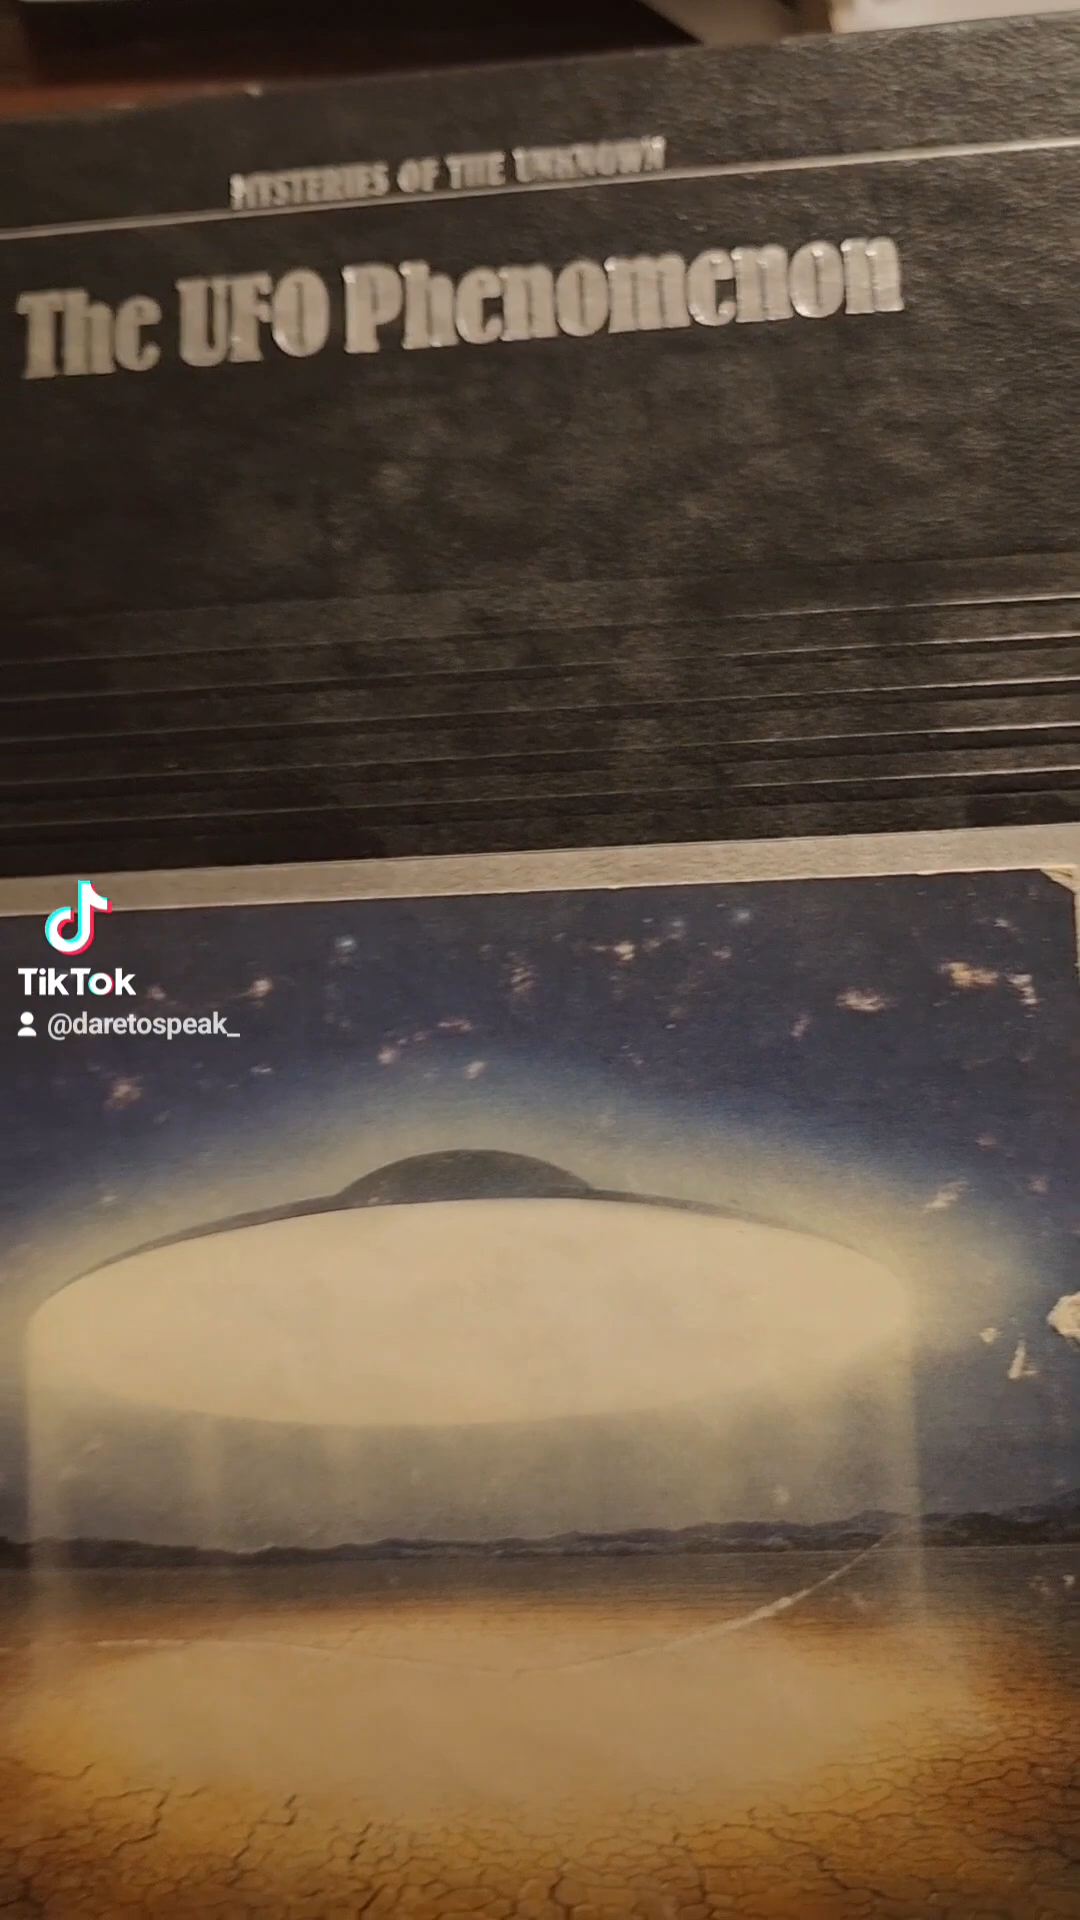 MYSTERIES OF THE UNKNOWN
The UFO Phenomenon
TikTok
@daretospeak_